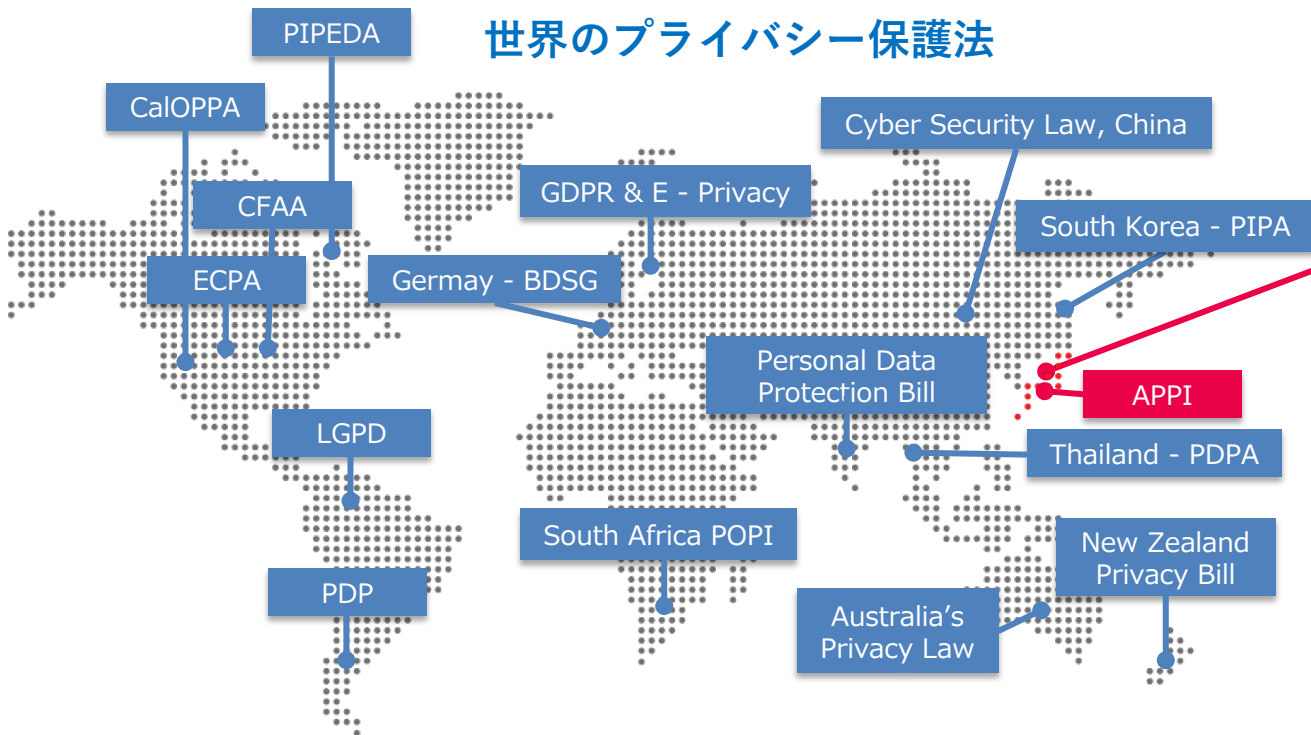 世界のプライバシー保護法
PIPEDA
CalOPPA
CFAA
ECPA
GDPR & E - Privacy
Germay - BDSG
Cyber Security Law, China
South Korea - PIPA
Personal Data
Protection Bill
APPI
Thailand - PDPA
LGPD
South Africa POPI
PDP
New Zealand
Privacy Bill
Australia’s
Privacy Law